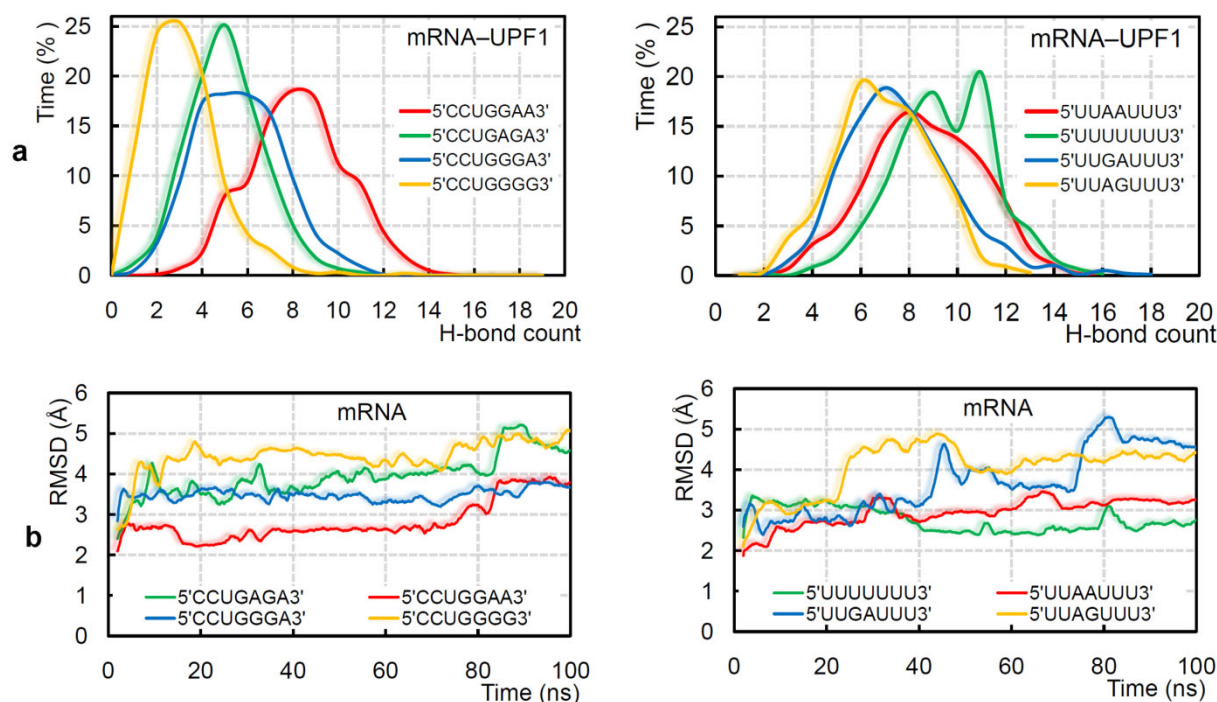 a
Time (%)
25
20
15
10
5
0
mRNA–UPF1
5'CCUGGAA3'
5'CCUGAGA3'
5'CCUGGGA3'
5'CCUGGGG3'
0 2 4 6 8 10 12 14 16 18 20
H-bond count
Time (%)
25
20
15
10
5
0
mRNA–UPF1
5'UUAAUUU3'
5'UUUUUUU3'
5'UUGAUUU3'
5'UUAGUUU3'
0 2 4 6 8 10 12 14 16 18 20
H-bond count
b
RMSD (Å)
6
5
4
3
2
1
0
mRNA
5'CCUGAGA3' 5'CCUGGAA3'
5'CCUGGGA3' 5'CCUGGGG3'
0 20 40 60 80 100
Time (ns)
RMSD (Å)
6
5
4
3
2
1
0
mRNA
5'UUUUUUU3' 5'UUAAUUU3'
5'UUGAUUU3' 5'UUAGUUU3'
0 20 40 60 80 100
Time (ns)